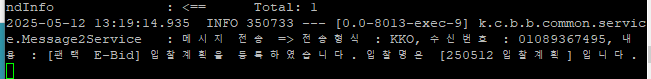 ndInfo           : <==      Total: 1
2025-05-12 13:19:14.935  INFO 350733 --- [0.0-8013-exec-9] k.c.b.b.common.servic
e.Message2Service   : 메시지 전송 => 전송형식 : KKO, 수신번호 : 01089367495, 내
용 : [팬택 E-Bid] 입찰계획을 등록하였습니다. 입찰명은 [250512 입찰계획] 입니다.